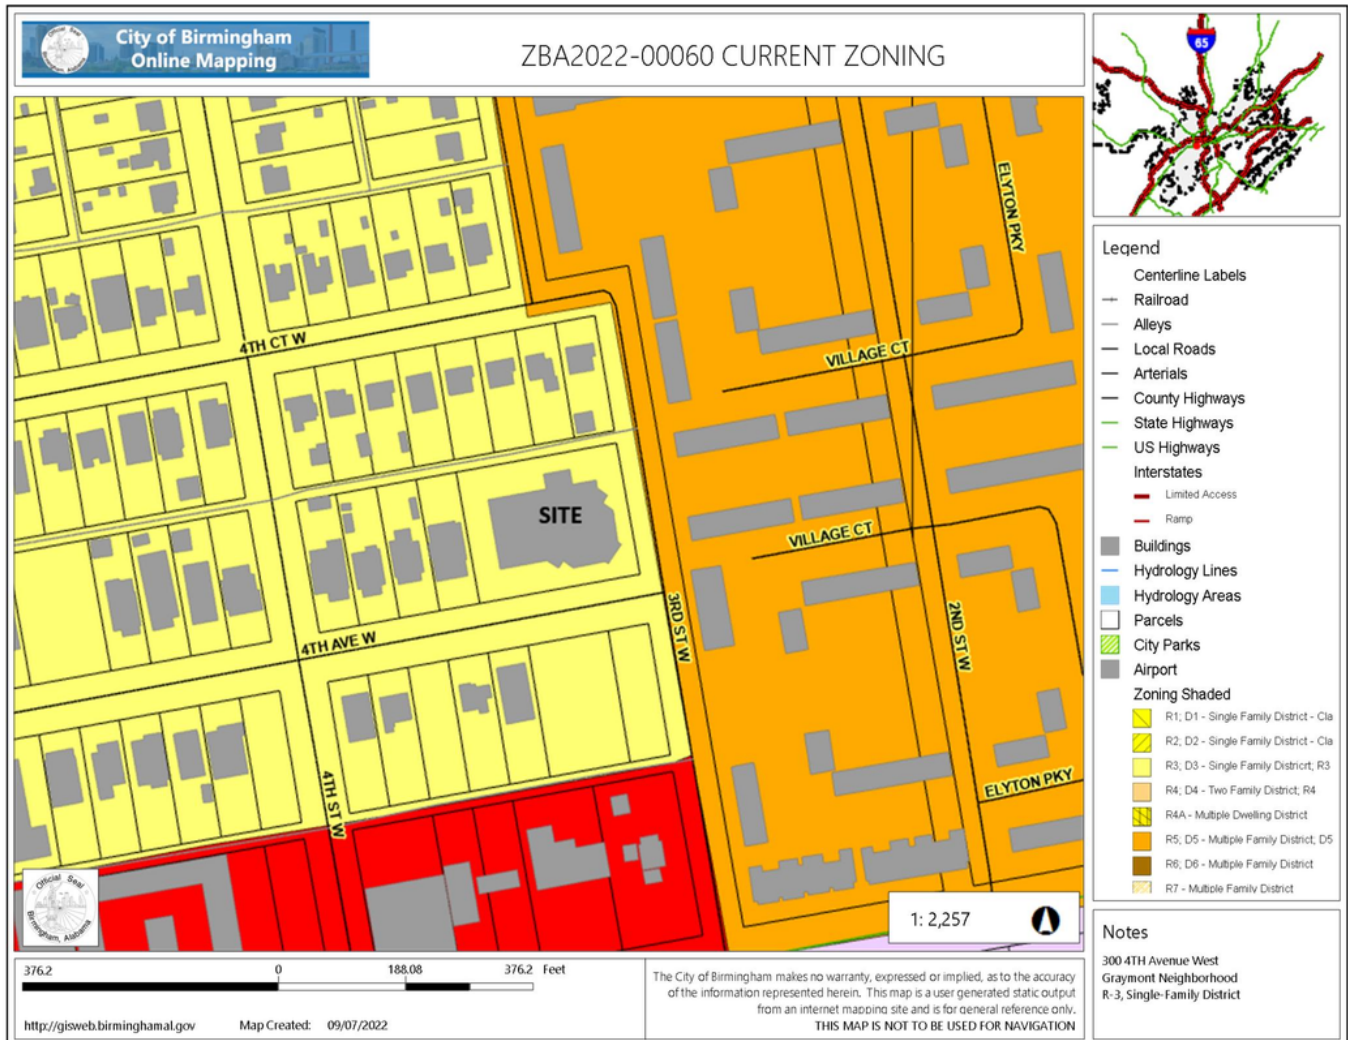 City of Birmingham
Online Mapping
ZBA2022-00060 CURRENT ZONING
65
ELYTON PKY
4TH CT W
VILLAGE CT
SITE
VILLAGE CT
3RD ST W
2ND ST W
4TH AVE W
4TH ST W
ELYTON PKY
Official Seal
Birmingham, Alabama
1: 2,257
Legend
Centerline Labels
Railroad
Alleys
Local Roads
Arterials
County Highways
State Highways
US Highways
Interstates
Limited Access
Ramp
Buildings
Hydrology Lines
Hydrology Areas
Parcels
City Parks
Airport
Zoning Shaded
R1; D1 - Single Family District - Cla
R2; D2 - Single Family District - Cla
R3; D3 - Single Family Districrt; R3
R4; D4 - Two Family District; R4
R4A - Multiple Dwelling District
R5; D5 - Multiple Family District; D5
R6; D6 - Multiple Family District
R7 - Multiple Family District
Notes
300 4TH Avenue West
Graymont Neighborhood
R-3, Single-Family District
376.2 0 188.08 376.2 Feet
http://gisweb.birminghamal.gov Map Created: 09/07/2022
The City of Birmingham makes no warranty, expressed or implied, as to the accuracy
of the information represented herein. This map is a user generated static output
from an internet mapping site and is for general reference only.
THIS MAP IS NOT TO BE USED FOR NAVIGATION